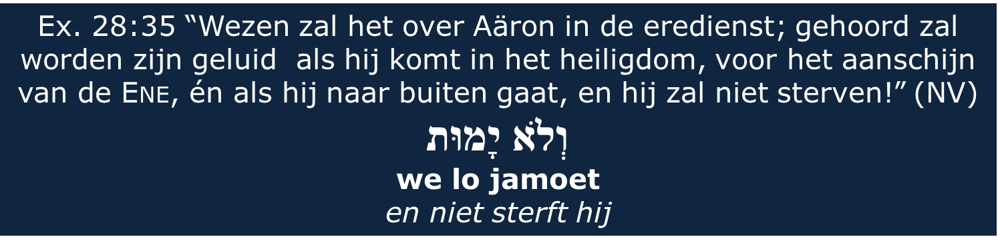 Ex. 28:35 “Wezen zal het over Aäron in de eredienst; gehoord zal
worden zijn geluid  als hij komt in het heiligdom, voor het aanschijn
van de ENE, én als hij naar buiten gaat, en hij zal niet sterven!” (NV)
וְלֹא יָמוּת
we lo jamoet
en niet sterft hij